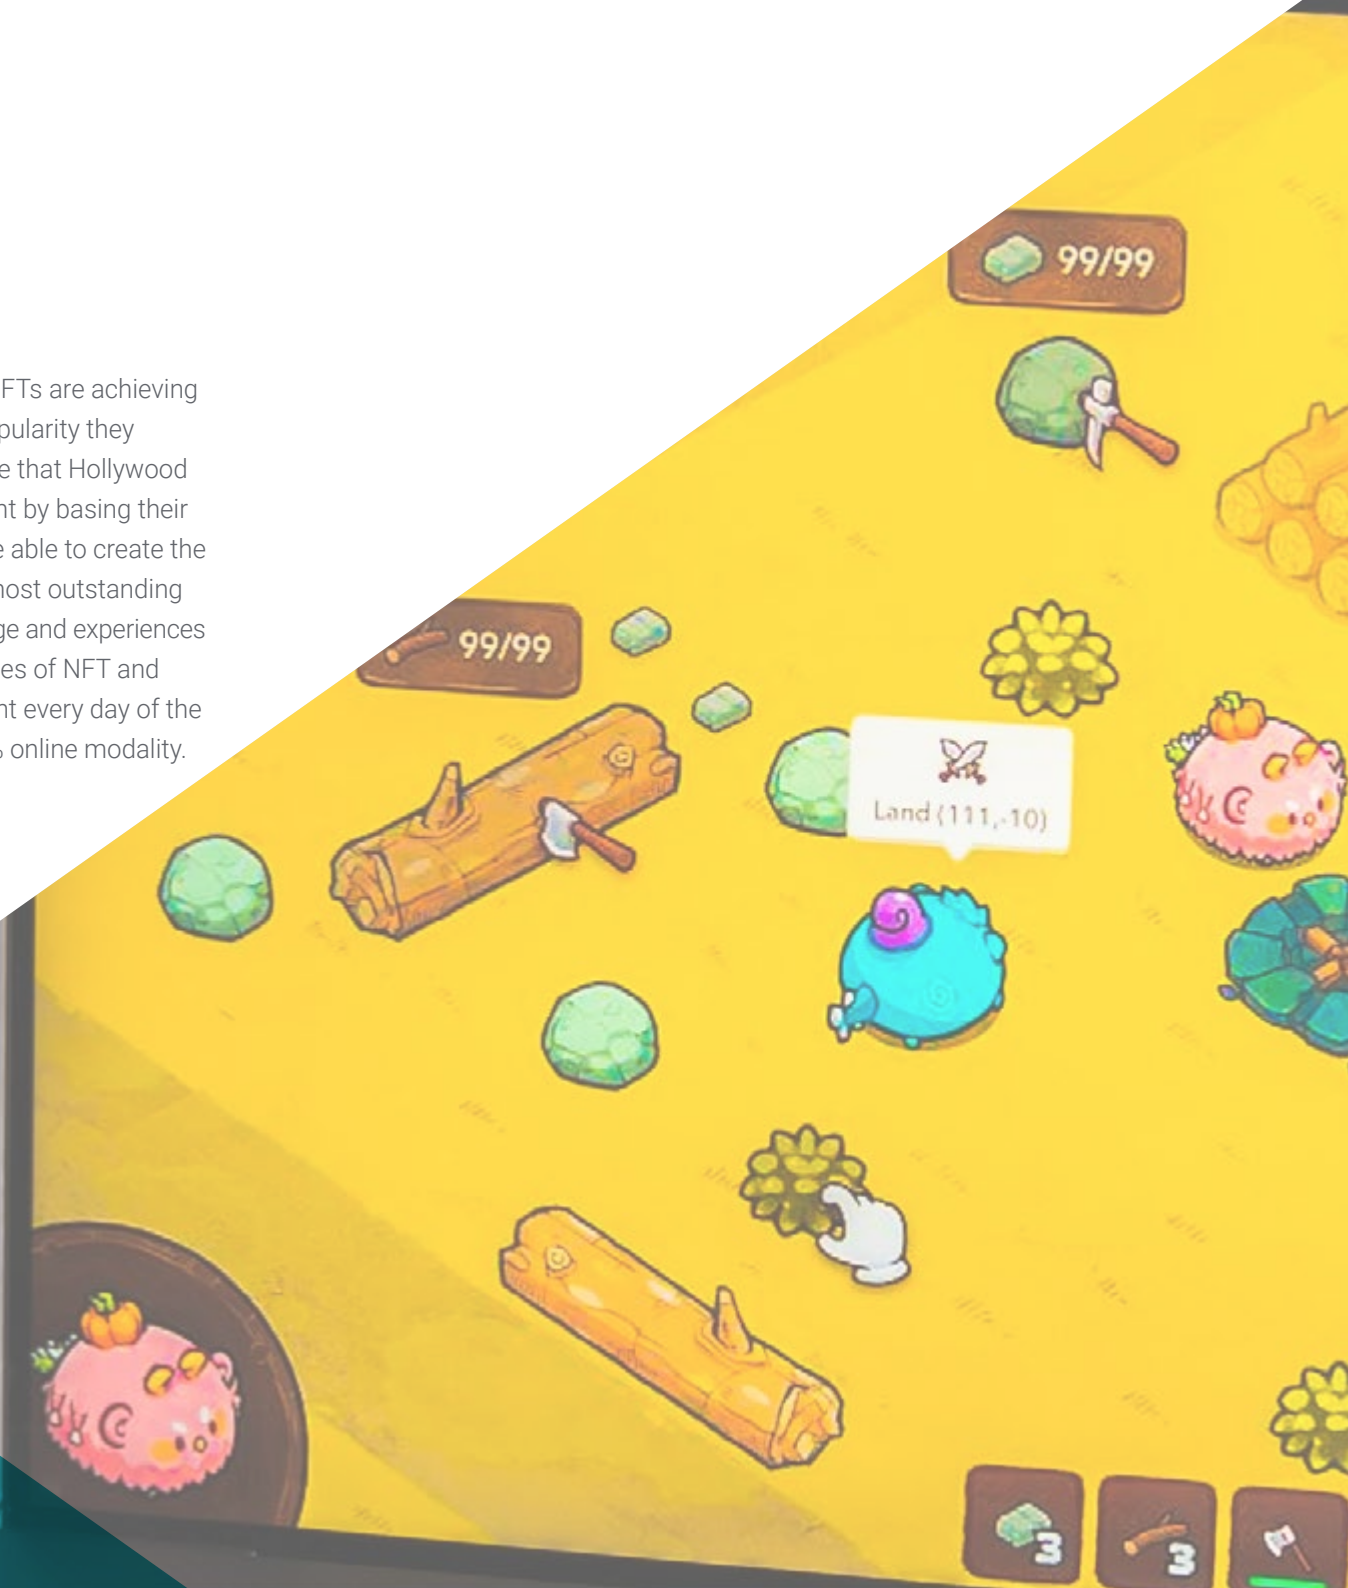 FTs are achieving
pularity they
e that Hollywood
nt by basing their
e able to create the
nost outstanding
ge and experiences
es of NFT and
nt every day of the
% online modality.
99/99
99/99
Land (111,-10)
3
3